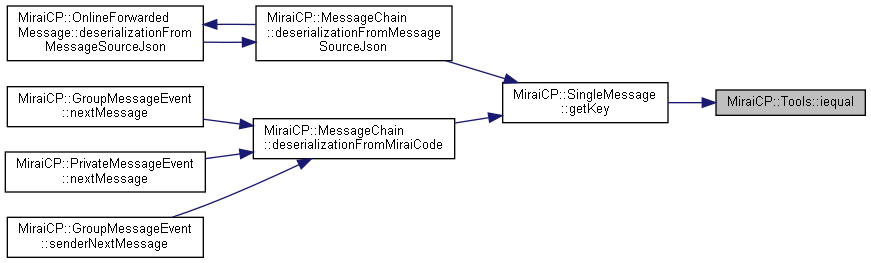 MiraiCP::OnlineForwarded
Message::deserializationFrom
MessageSourceJson
MiraiCP::MessageChain
::deserializationFromMessage
SourceJson
MiraiCP::SingleMessage
::getKey
MiraiCP::Tools::iequal
MiraiCP::GroupMessageEvent
::nextMessage
MiraiCP::MessageChain
::deserializationFromMiraiCode
MiraiCP::PrivateMessageEvent
::nextMessage
MiraiCP::GroupMessageEvent
::senderNextMessage